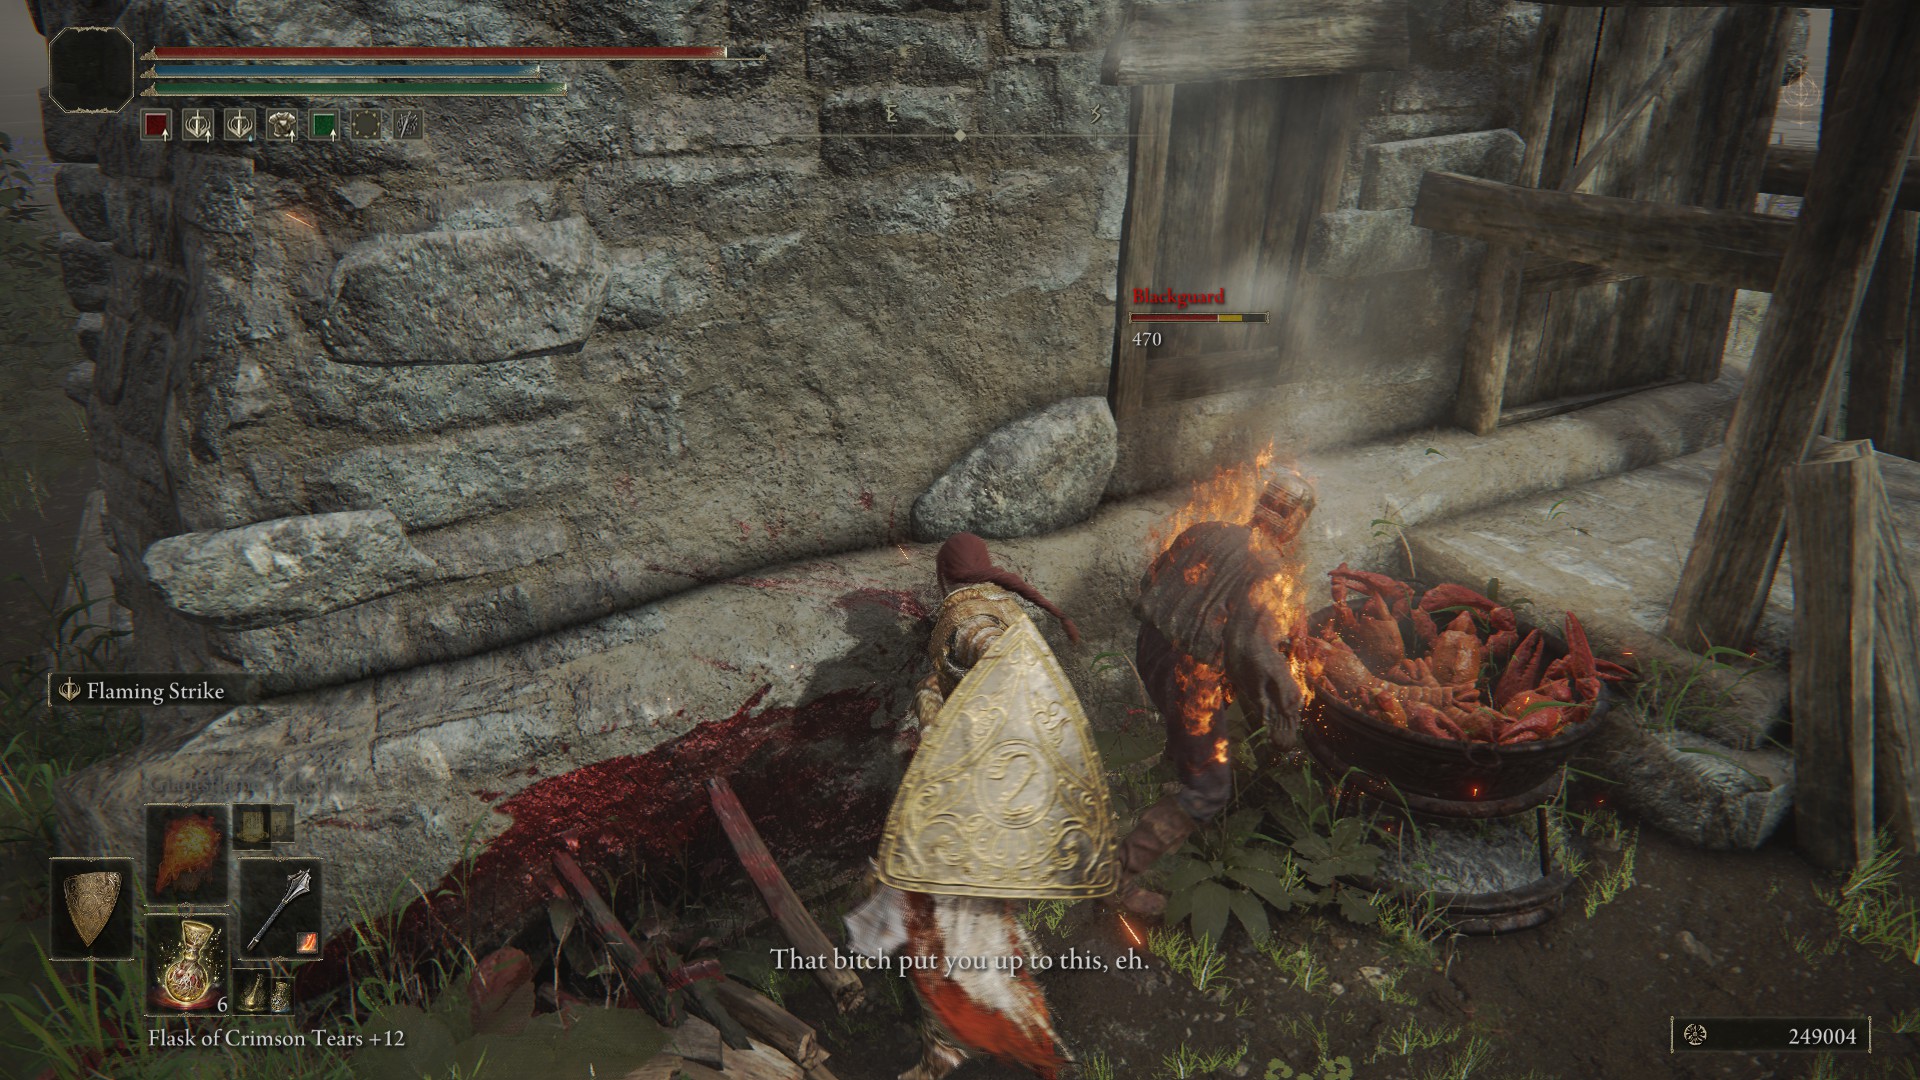 E S
Blackguard
470
Flaming Strike
6
That bitch put you up to this, eh.
Flask of Crimson Tears +12
249004